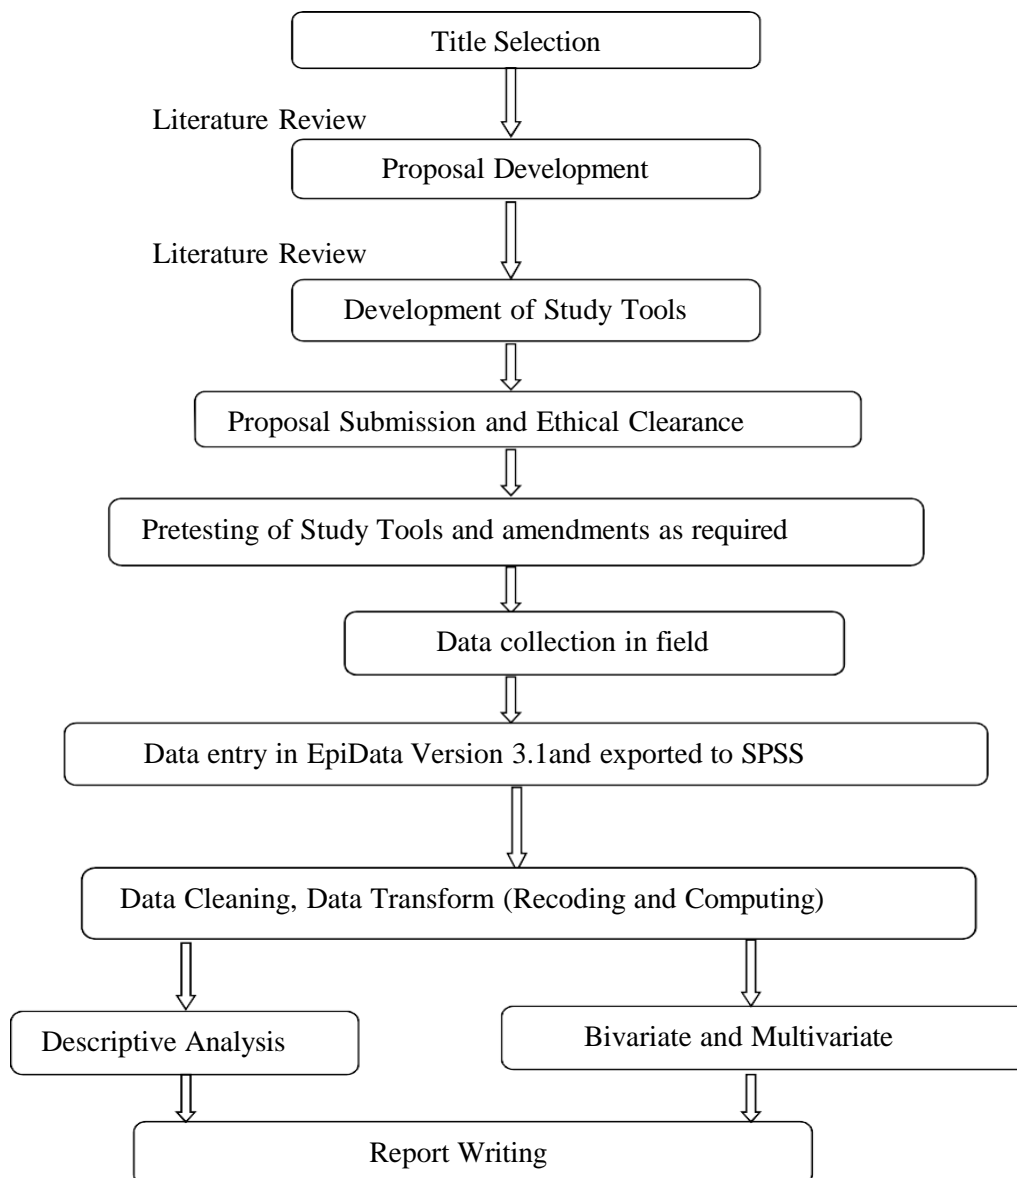 Title Selection
Literature Review
Proposal Development
Literature Review
Development of Study Tools
Proposal Submission and Ethical Clearance
Pretesting of Study Tools and amendments as required
Data collection in field
Data entry in EpiData Version 3.1and exported to SPSS
Data Cleaning, Data Transform (Recoding and Computing)
Descriptive Analysis
Bivariate and Multivariate
Report Writing